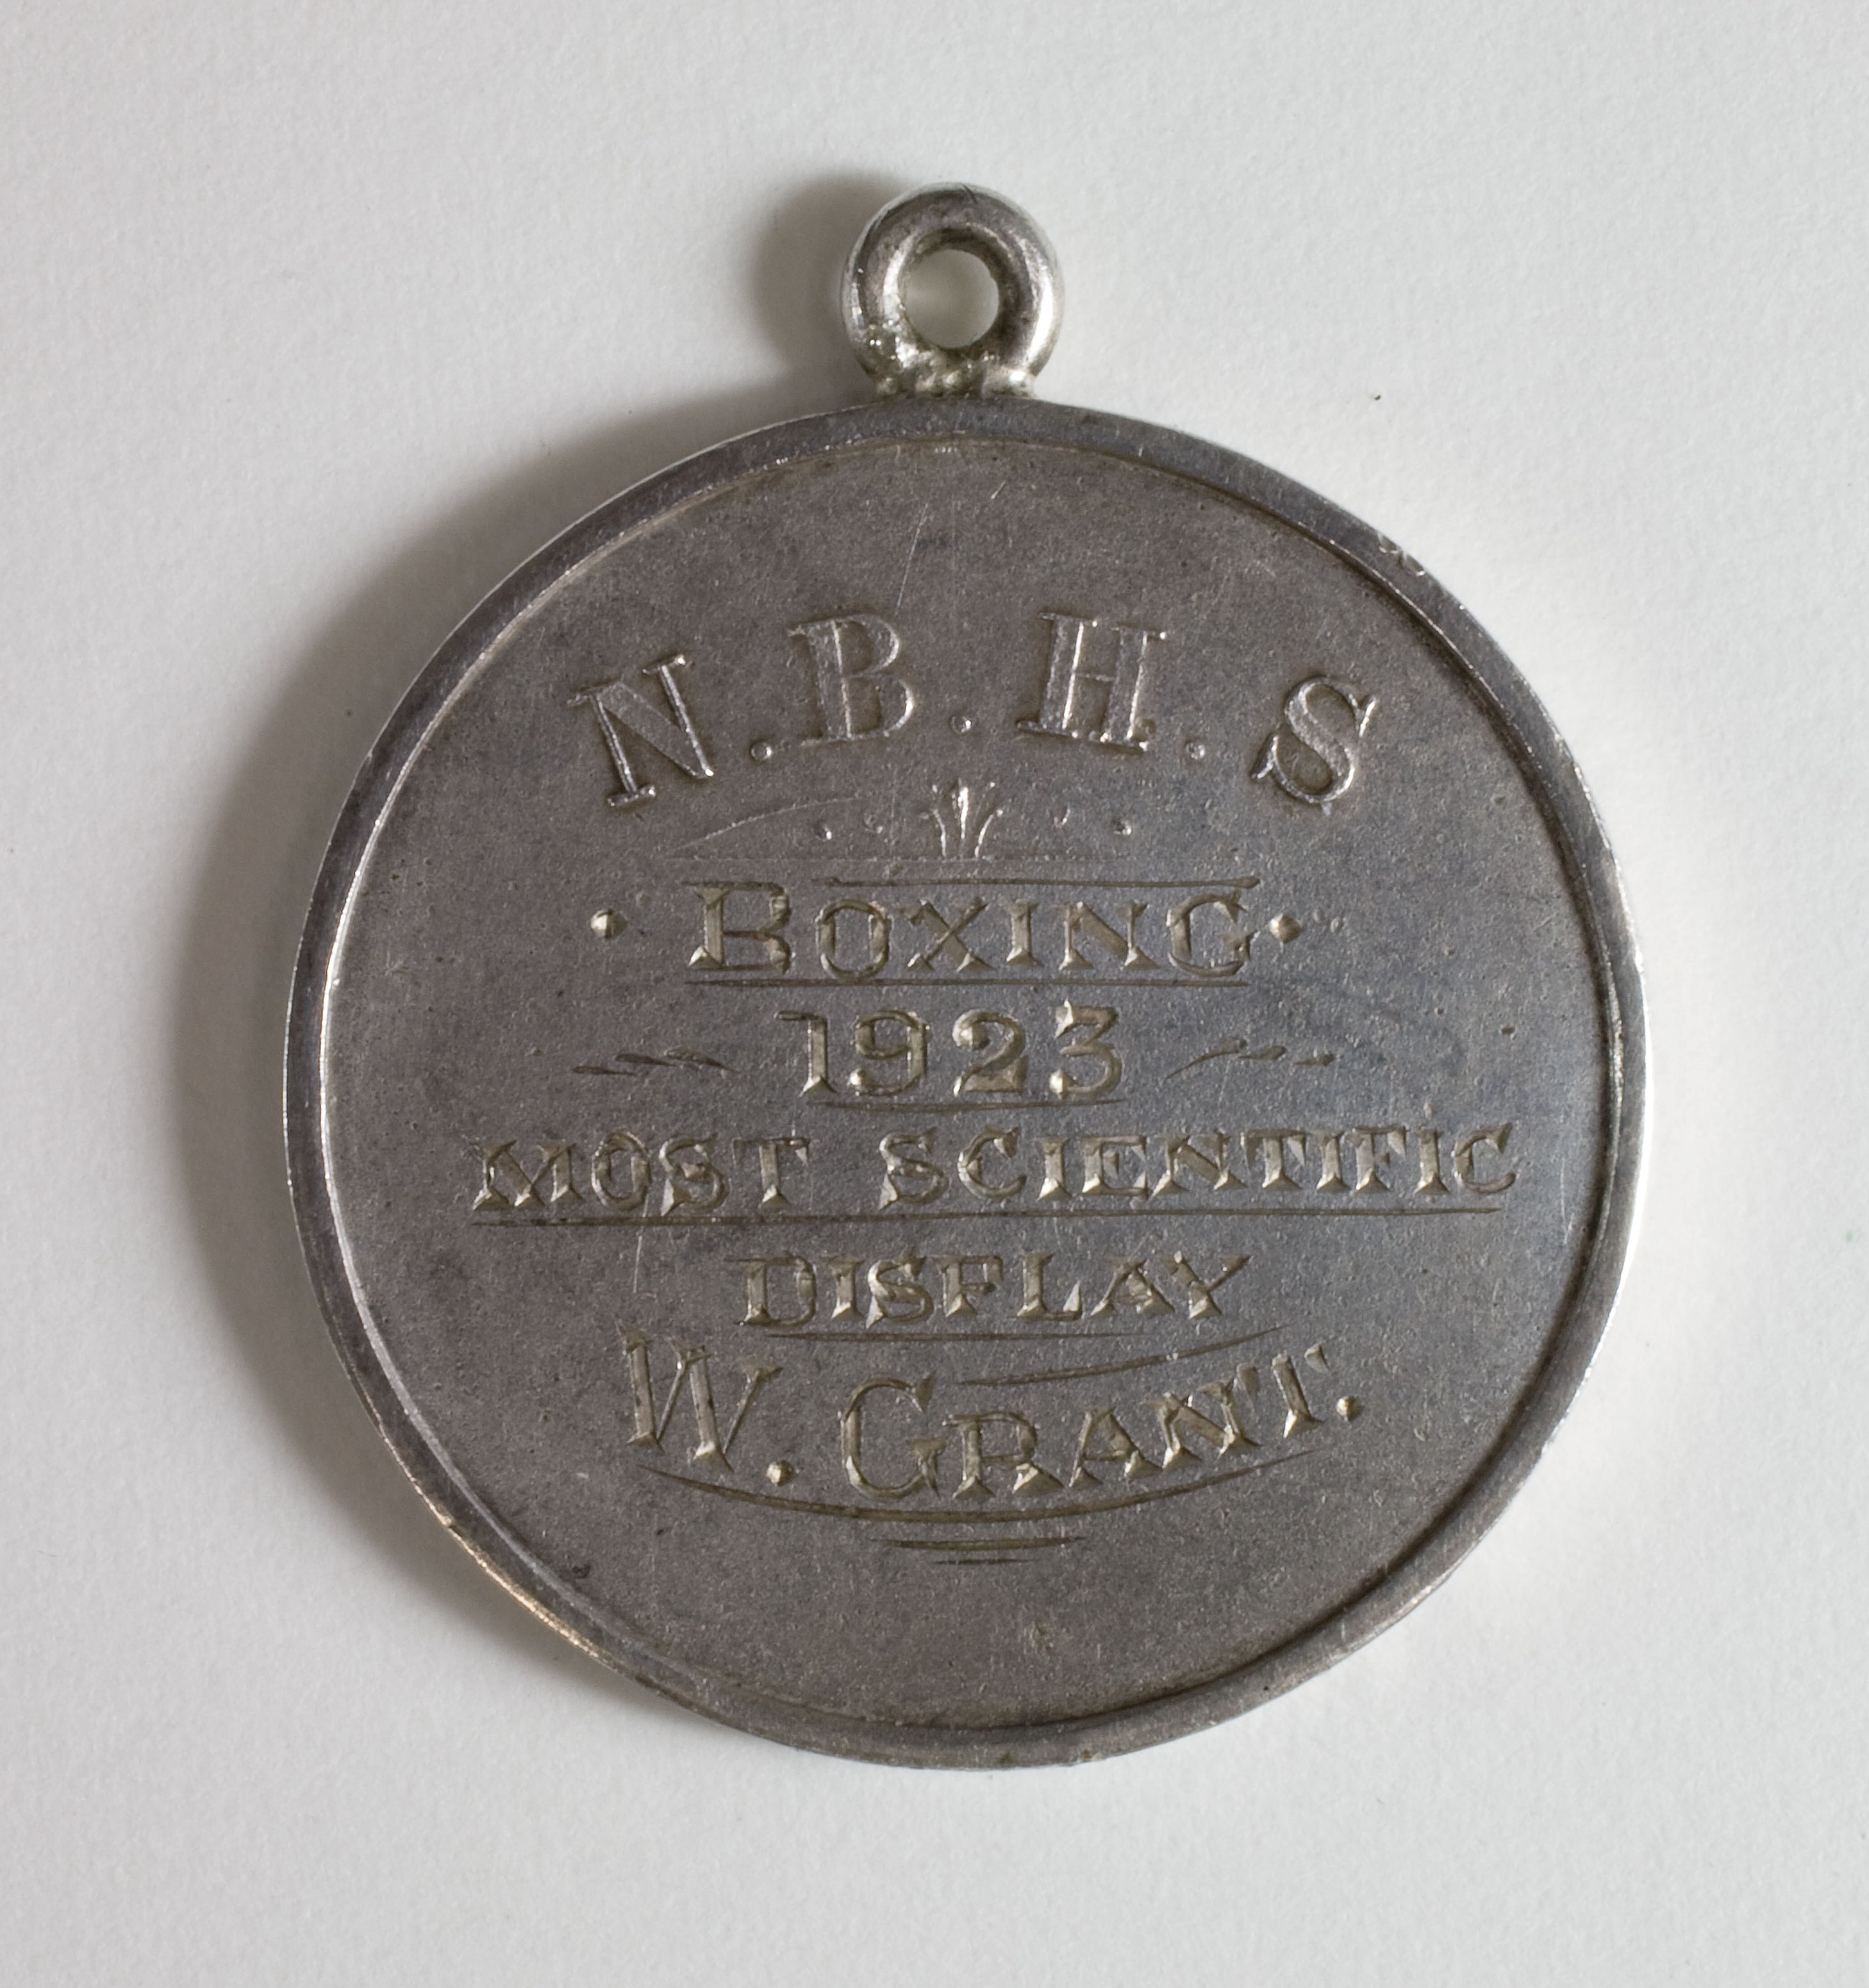 N.B.H.S
BOXING
1923
MOST SCIENTIFIC
DISPLAY
W. GRANT.